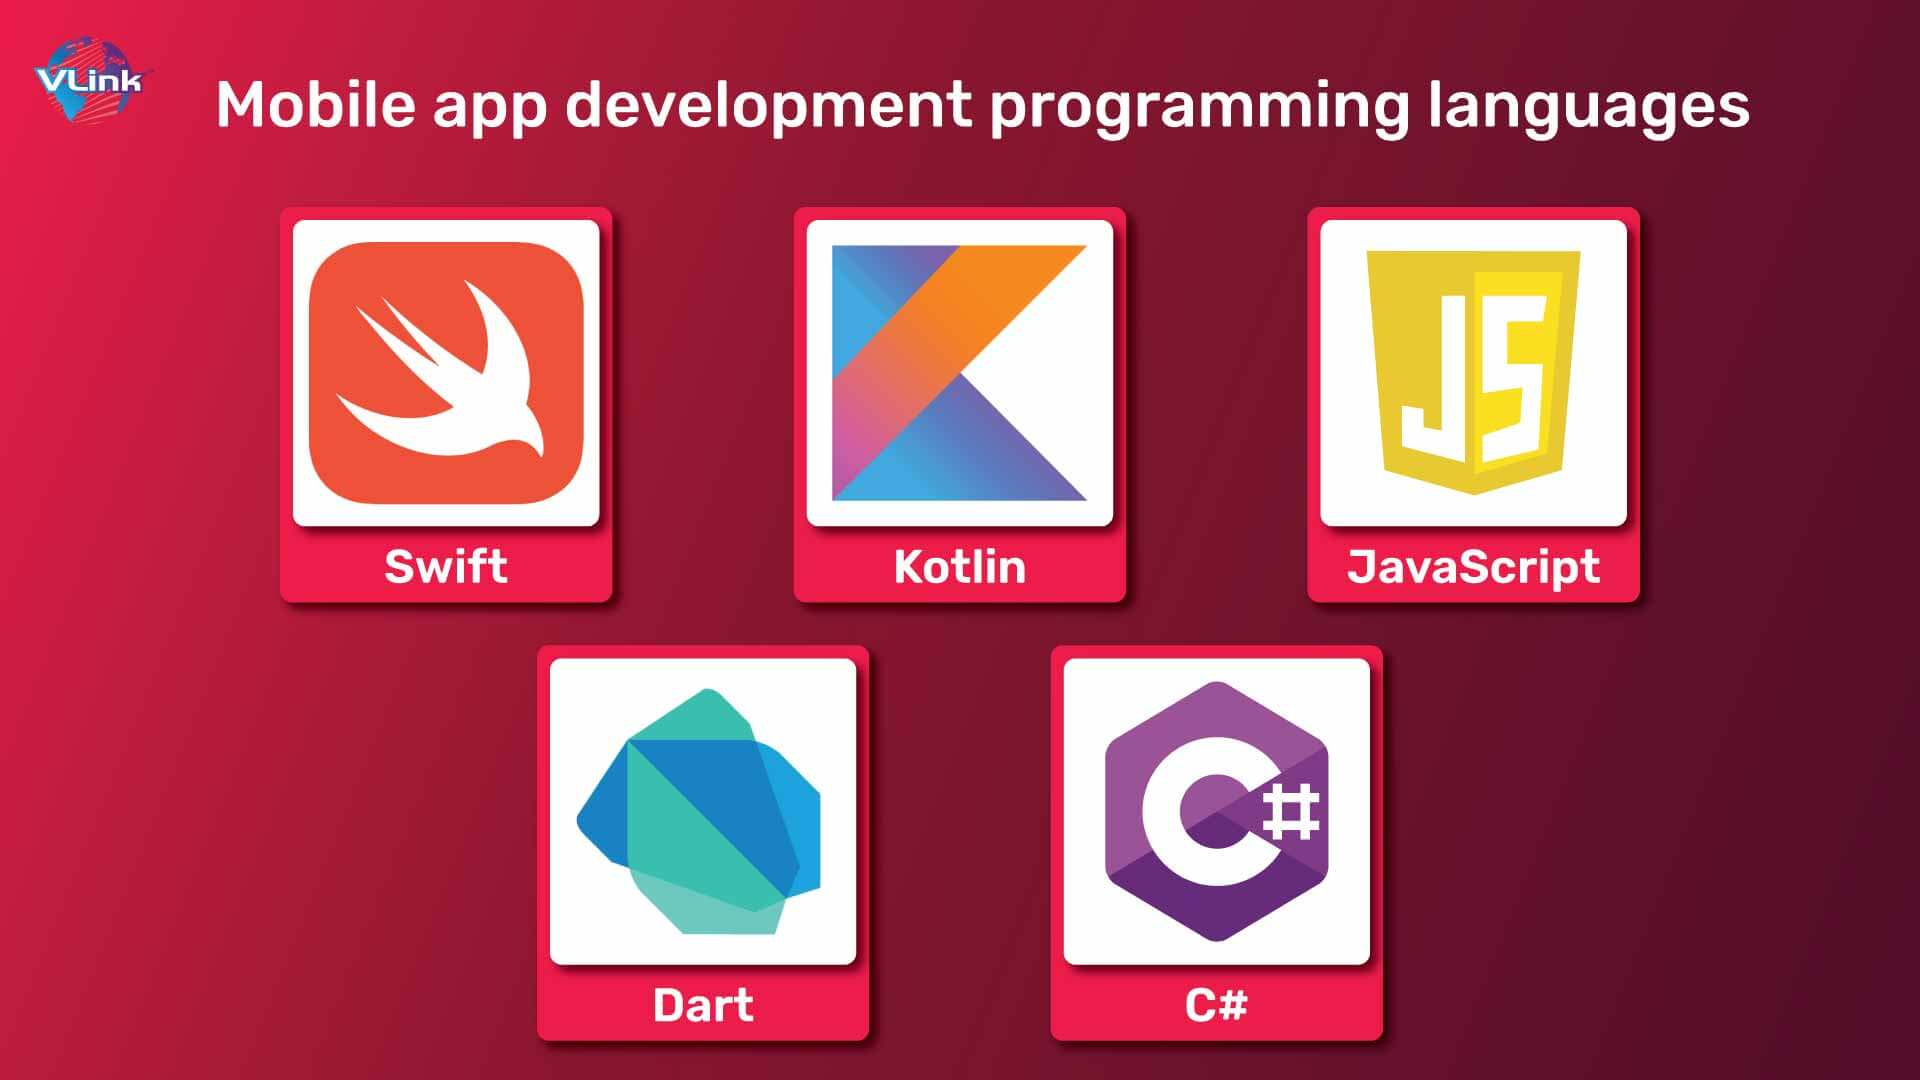 VLink
Mobile app development programming languages
JS
Swift
Kotlin
JavaScript
C#
Dart
C#